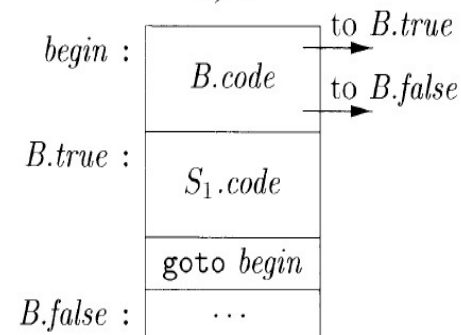 to B.true
begin :
B.code
to B.false
B.true :
S₁.code
goto begin
B.false :
...